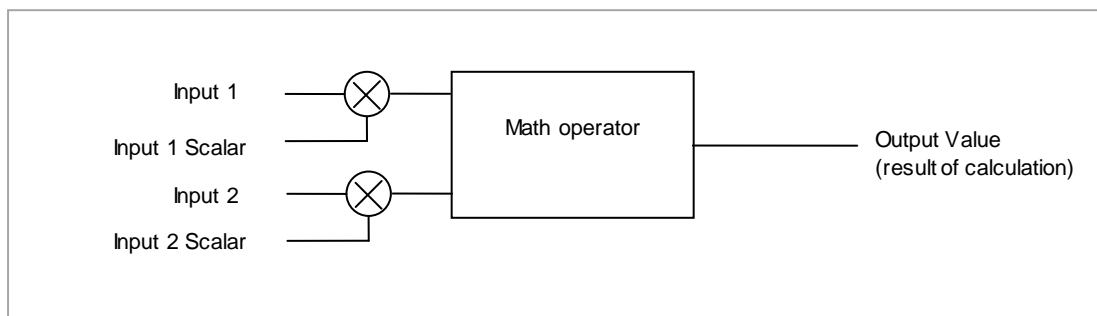 Input 1
Input 1 Scalar
Input 2
Input 2 Scalar
Math operator
Output Value
(result of calculation)